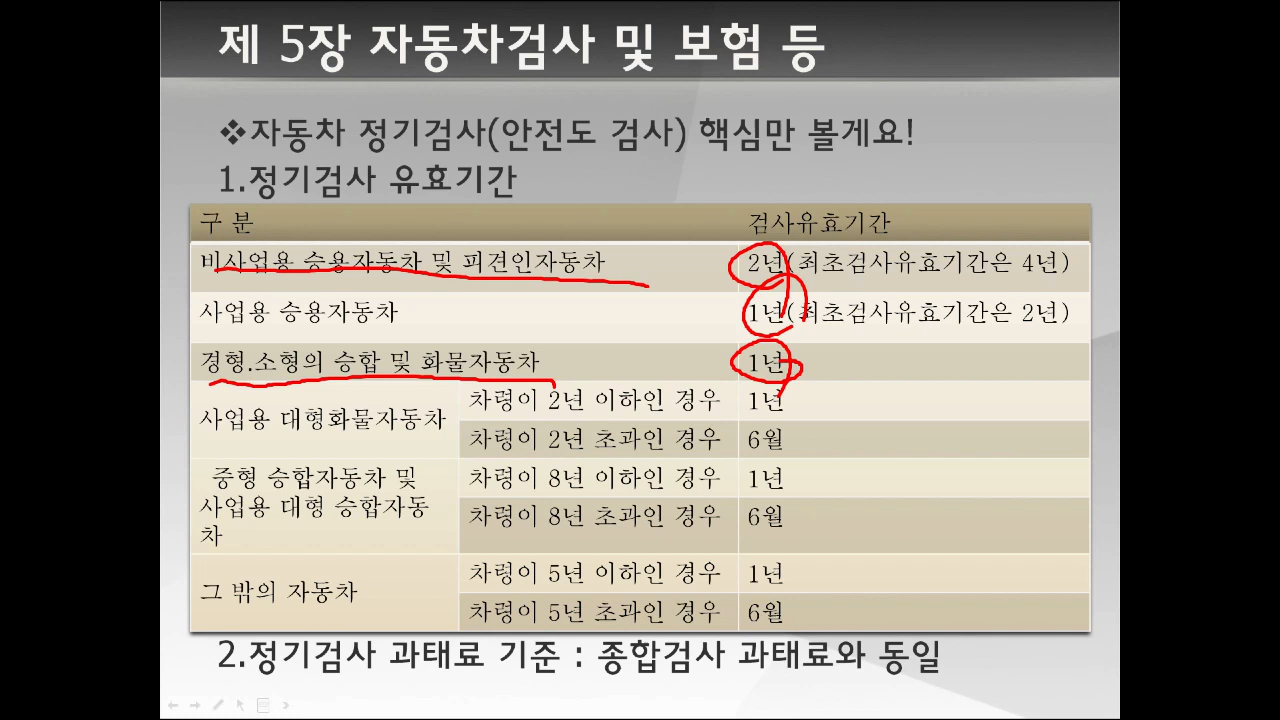 제 5장 자동차검사 및 보험 등
❖자동차 정기검사(안전도 검사) 핵심만 볼게요!
1.정기검사 유효기간
구 분 검사유효기간
비사업용 승용자동차 및 피견인자동차 2년(최초검사유효기간은 4년)
사업용 승용자동차 1년(최초검사유효기간은 2년)
경형.소형의 승합 및 화물자동차 1년
사업용 대형화물자동차 차령이 2년 이하인 경우 1년
차령이 2년 초과인 경우 6월
중형 승합자동차 및
사업용 대형 승합자동
차
차령이 8년 이하인 경우 1년
차령이 8년 초과인 경우 6월
그 밖의 자동차 차령이 5년 이하인 경우 1년
차령이 5년 초과인 경우 6월
2.정기검사 과태료 기준 : 종합검사 과태료와 동일